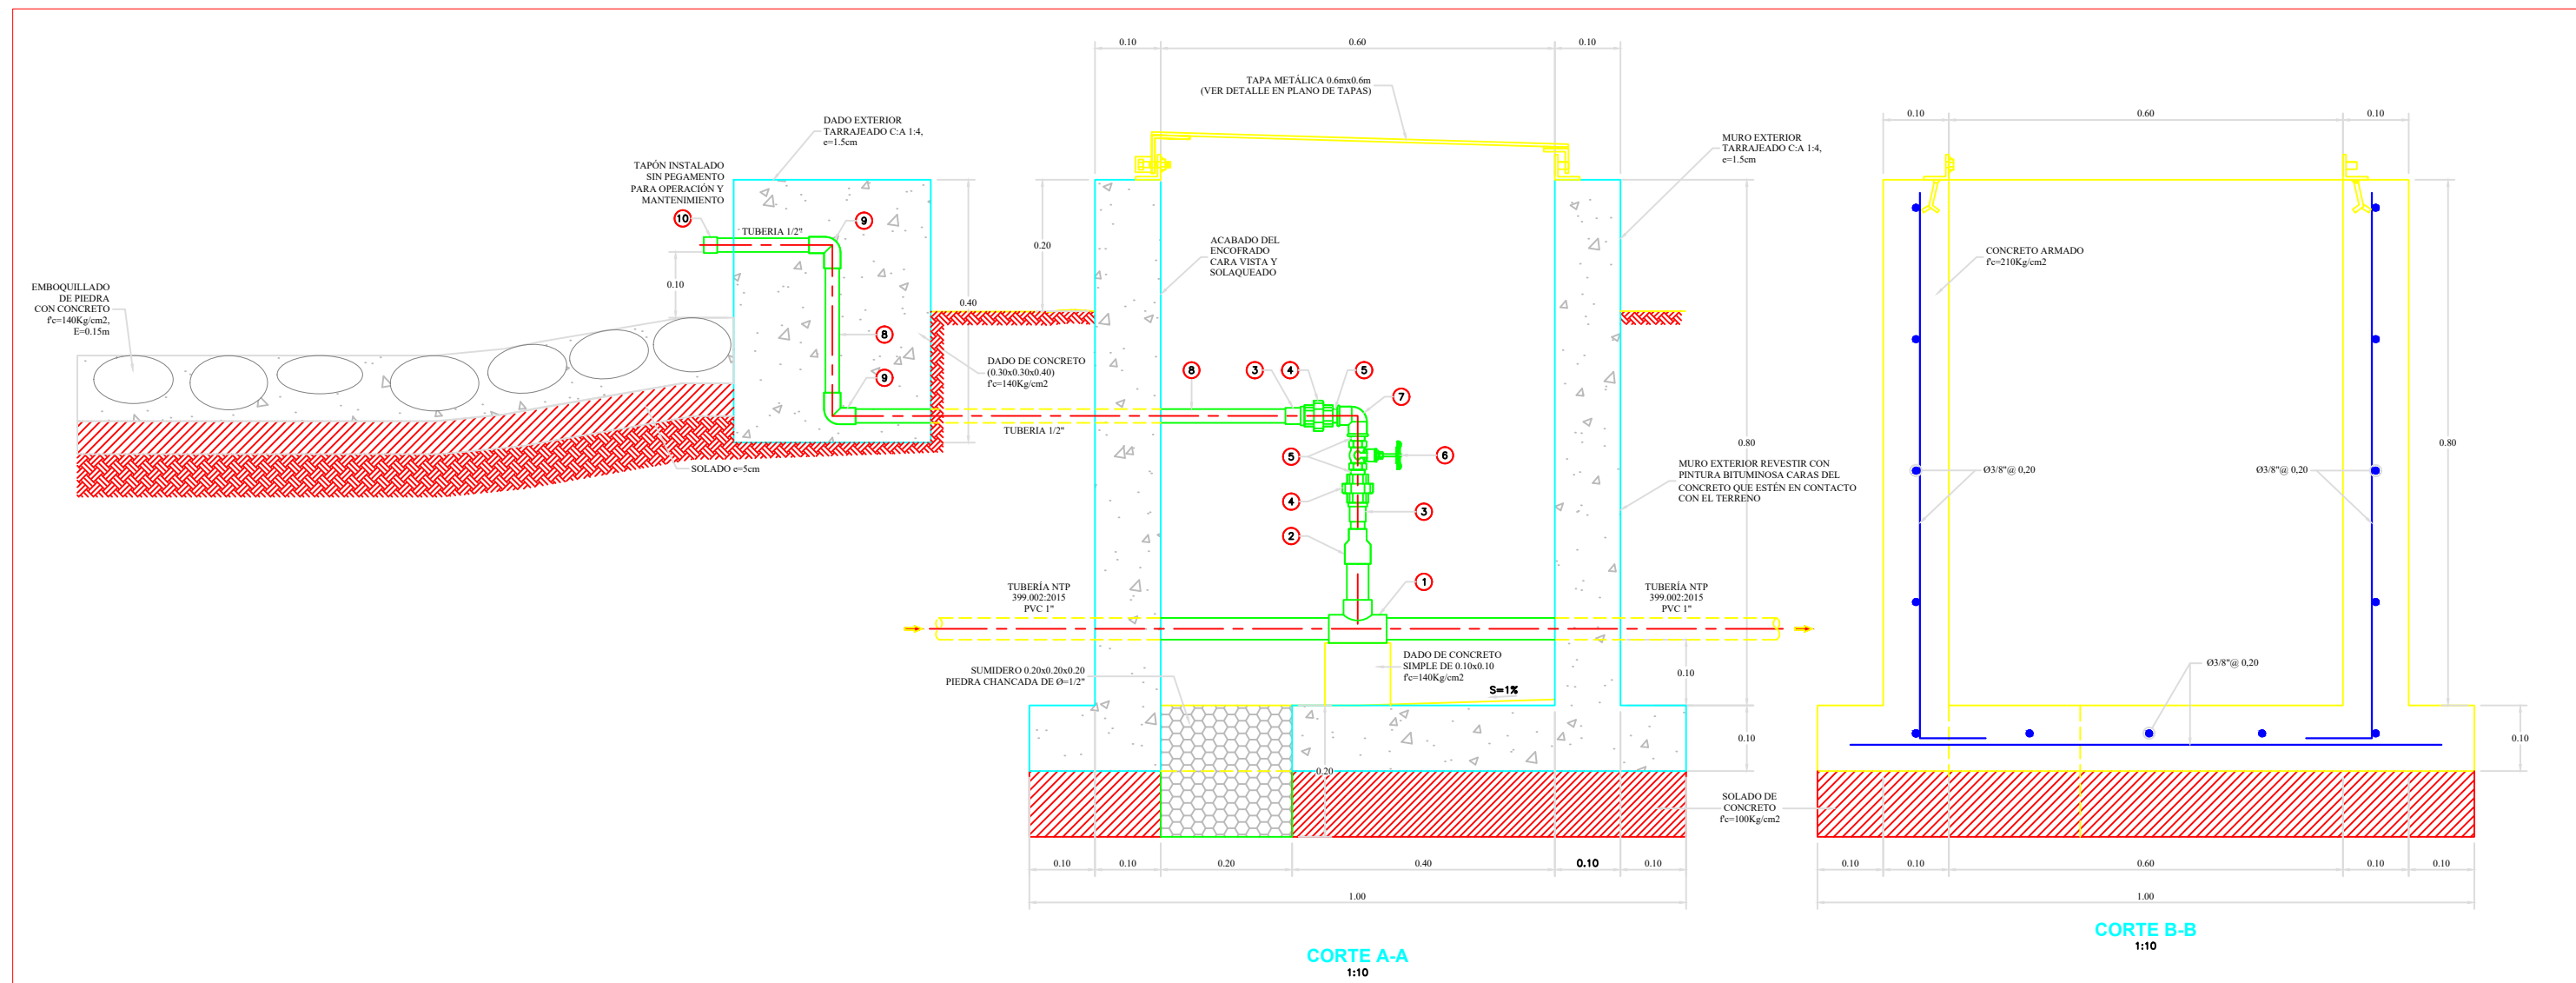 0.10
0.60
0.10
TAPA METÁLICA 0.6mx0.6m
(VER DETALLE EN PLANO DE TAPAS)
DADO EXTERIOR
TARRAJEADO C:A 1:4,
e=1.5cm
MURO EXTERIOR
TARRAJEADO C:A 1:4,
e=1.5cm
TAPÓN INSTALADO
SIN PEGAMENTO
PARA OPERACIÓN Y
MANTENIMIENTO
10
9
TUBERIA 1/2"
0.20
ACABADO DEL
ENCOFRADO
CARA VISTA Y
SOLAQUEADO
0.10
0.40
EMBOQUILLADO
DE PIEDRA
CON CONCRETO
f'c=140Kg/cm2,
E=0.15m
8
DADO DE CONCRETO
(0.30x0.30x0.40)
f'c=140Kg/cm2
9
8
3
4
5
7
TUBERIA 1/2"
SOLADO e=5cm
5
6
4
3
2
1
0.80
MURO EXTERIOR REVESTIR CON
PINTURA BITUMINOSA CARAS DEL
CONCRETO QUE ESTÉN EN CONTACTO
CON EL TERRENO
TUBERÍA NTP
399.002:2015
PVC 1"
TUBERÍA NTP
399.002:2015
PVC 1"
SUMIDERO 0.20x0.20x0.20
PIEDRA CHANCADA DE Ø=1/2"
DADO DE CONCRETO
SIMPLE DE 0.10x0.10
f'c=140Kg/cm2
S=1%
0.10
0.10
0.20
SOLADO DE
CONCRETO
f'c=100Kg/cm2
0.10
0.10
0.20
0.40
0.10
0.10
1.00
CORTE A-A
1:10
0.10
0.60
0.10
CONCRETO ARMADO
f'c=210Kg/cm2
0.80
Ø3/8"@ 0,20
Ø3/8"@ 0,20
Ø3/8"@ 0,20
0.10
0.10
0.10
0.60
0.10
0.10
1.00
CORTE B-B
1:10